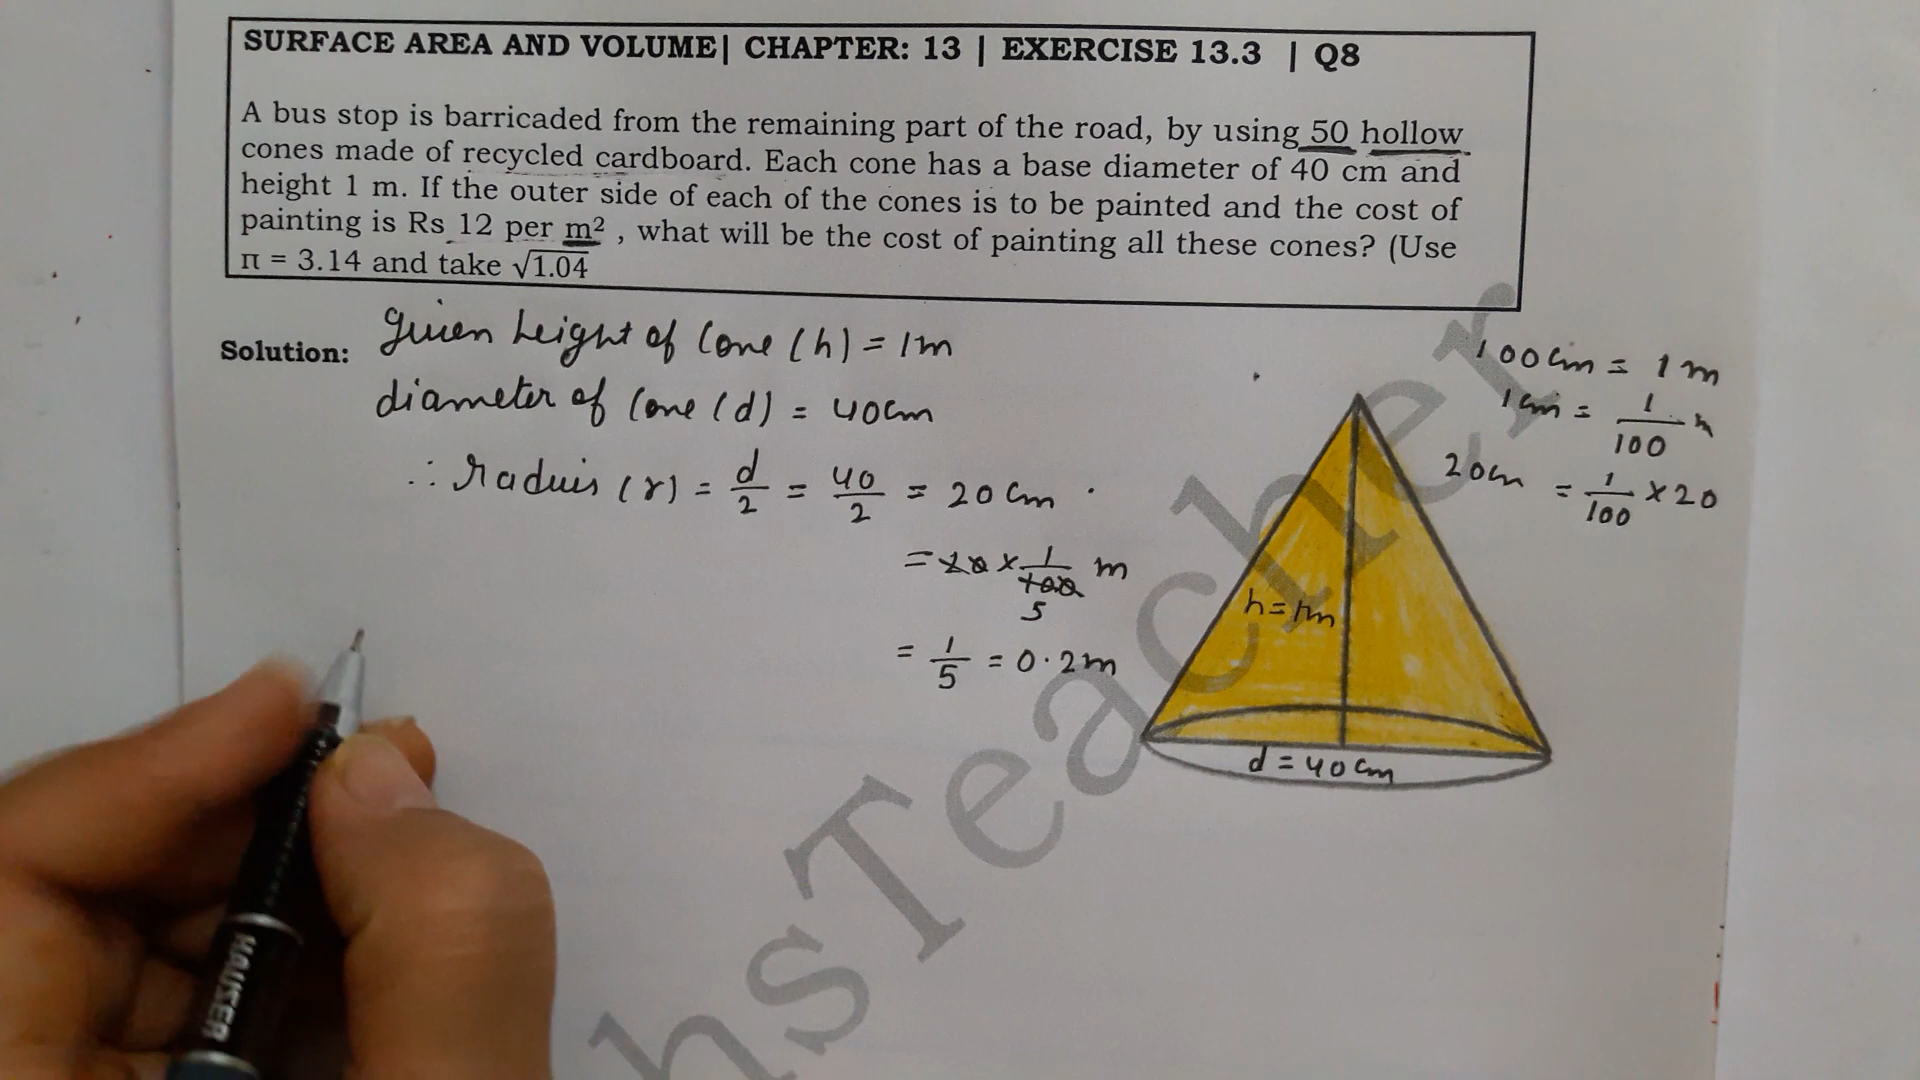 SURFACE AREA AND VOLUME| CHAPTER: 13 | EXERCISE 13.3 | Q8
A bus stop is barricaded from the remaining part of the road, by using 50 hollow
cones made of recycled cardboard. Each cone has a base diameter of 40 cm and
height 1 m. If the outer side of each of the cones is to be painted and the cost of
painting is Rs 12 per m² , what will be the cost of painting all these cones? (Use
π = 3.14 and take √1.04
Solution:
Given height of Cone (h) = 1m
diameter of Cone (d) = 40cm
∴ radius (r) = d/2 = 40/2 = 20 cm
= 20 × 1/100 m
5
= 1/5 = 0.2m
100cm = 1m
1cm = 1/100 m
20cm = 1/100 × 20
h=1m
d = 40cm
hsTeacher
HAUSER